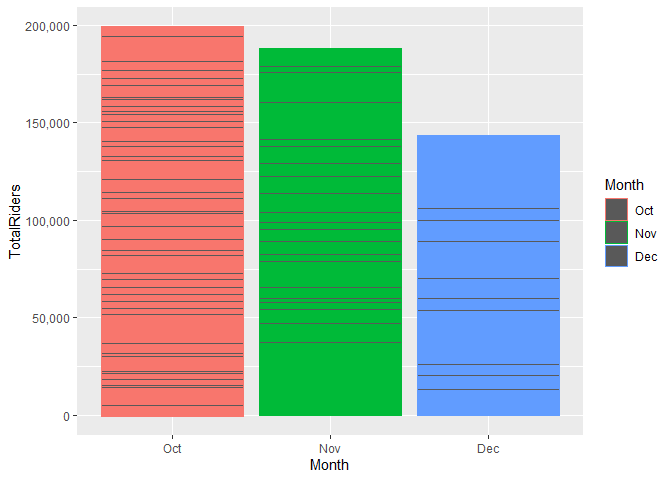 200,000
150,000
100,000
50,000
0
TotalRiders
Oct
Nov
Dec
Month
Month
Oct
Nov
Dec